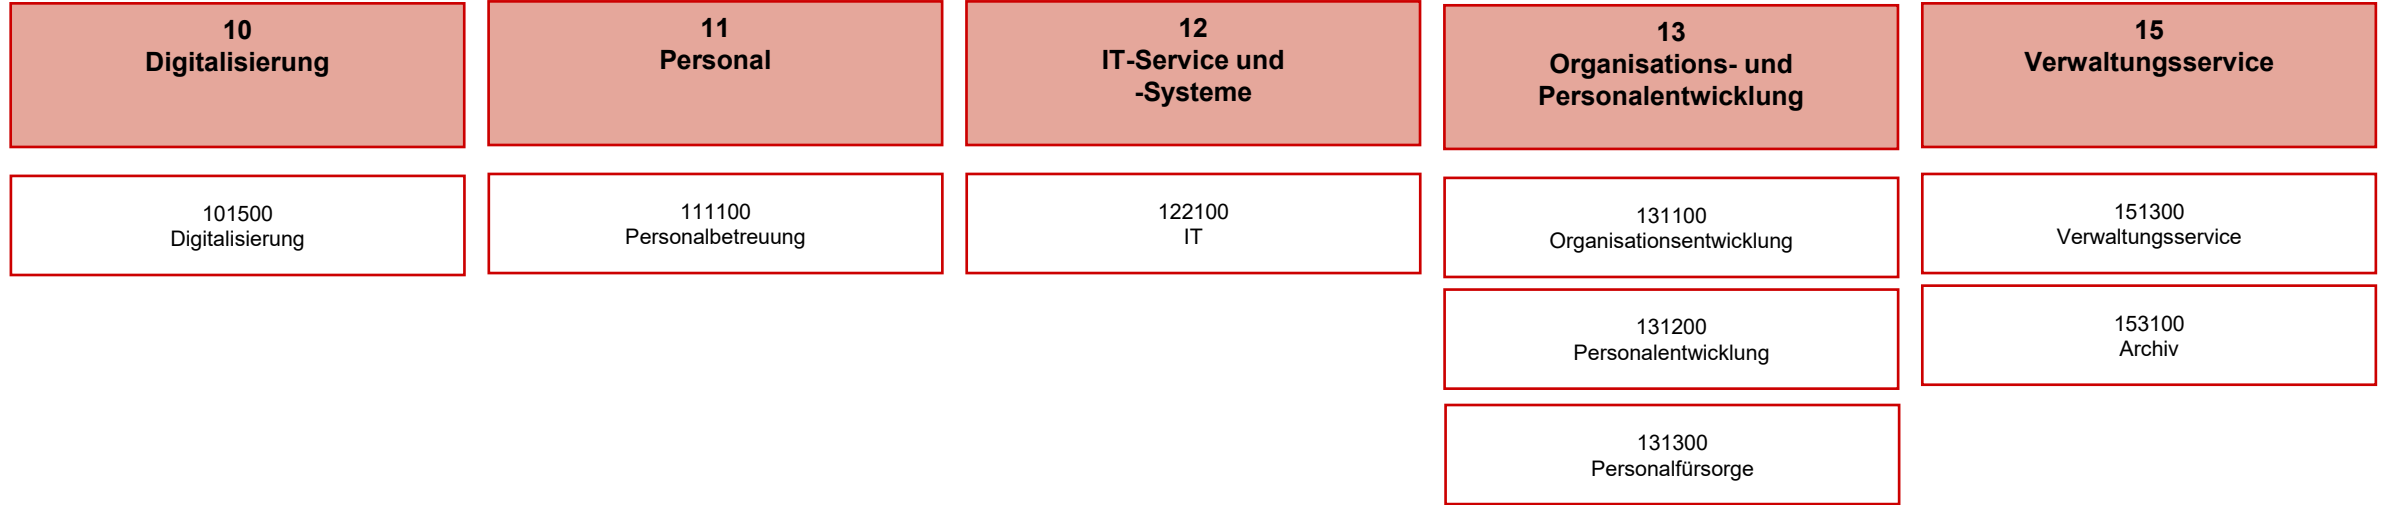 10
Digitalisierung
101500
Digitalisierung
11
Personal
111100
Personalbetreuung
12
IT-Service und
-Systeme
122100
IT
13
Organisations- und
Personalentwicklung
131100
Organisationsentwicklung
131200
Personalentwicklung
131300
Personalfürsorge
15
Verwaltungsservice
151300
Verwaltungsservice
153100
Archiv